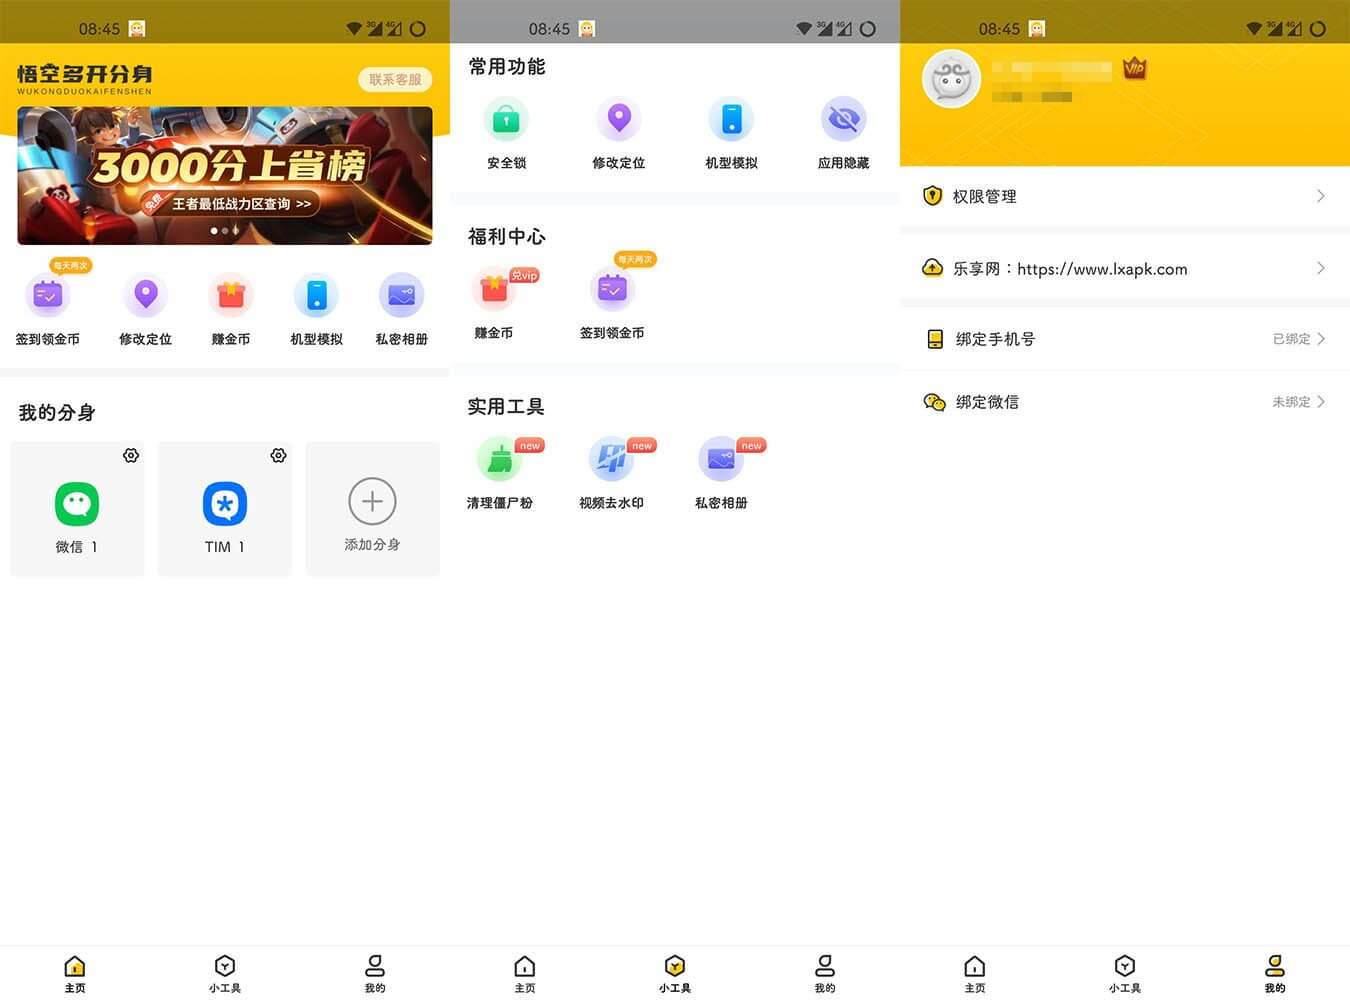 08:45
3G 4G
悟空多开分身
WUKONGDUOKAIFENSHEN
联系客服
3000分上省榜
免费 王者最低战力区查询 >>
每天两次
签到领金币 修改定位 赚金币 机型模拟 私密相册
我的分身
微信 1 TIM 1 添加分身
主页 小工具 我的
08:45
3G 4G
常用功能
安全锁 修改定位 机型模拟 应用隐藏
福利中心
兑vip 每天两次
赚金币 签到领金币
实用工具
new new new
清理僵尸粉 视频去水印 私密相册
主页 小工具 我的
08:45
3G 4G
VIP
权限管理
乐享网：https://www.lxapk.com
绑定手机号 已绑定
绑定微信 未绑定
主页 小工具 我的